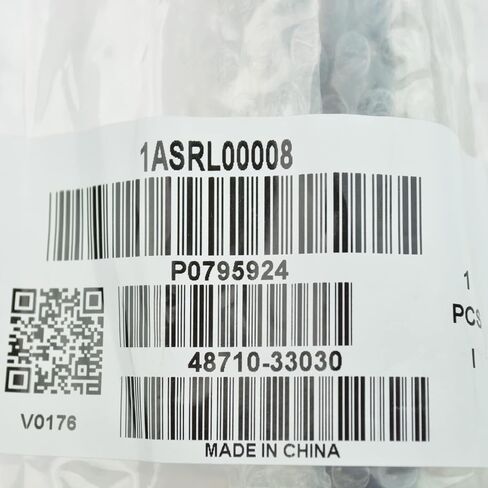 1ASRL00008
P0795924
1
PCS
48710-33030
I
V0176
MADE IN CHINA